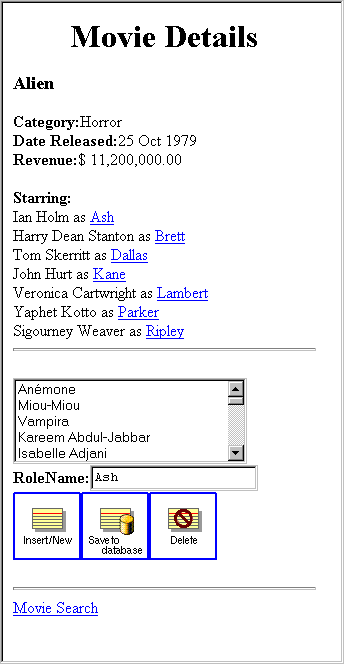 Movie Details
Alien
Category:Horror
Date Released:25 Oct 1979
Revenue:$ 11,200,000.00
Starring:
Ian Holm as Ash
Harry Dean Stanton as Brett
Tom Skerritt as Dallas
John Hurt as Kane
Veronica Cartwright as Lambert
Yaphet Kotto as Parker
Sigourney Weaver as Ripley
Anémone
Miou-Miou
Vampira
Kareem Abdul-Jabbar
Isabelle Adjani
RoleName: Ash
Insert/New
Save to
database
Delete
Movie Search